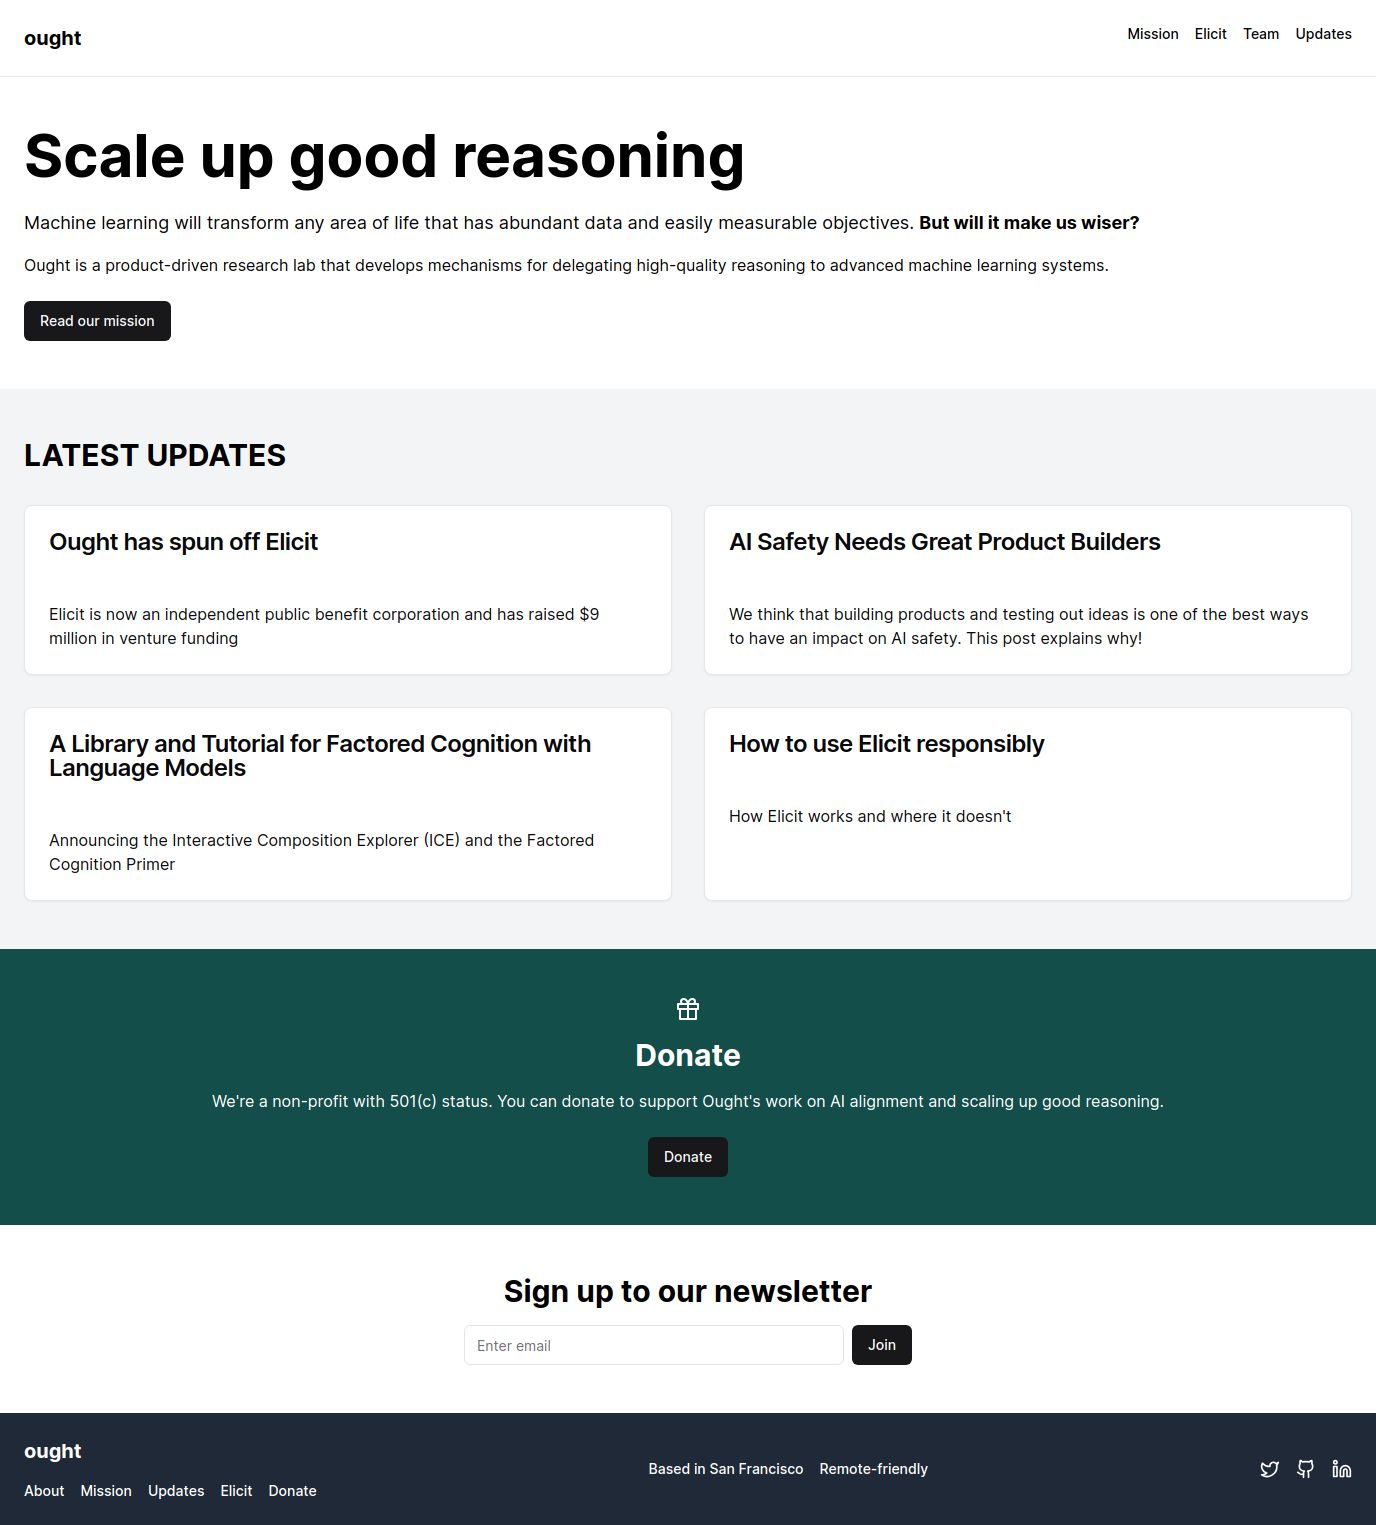 ought
Mission Elicit Team Updates
Scale up good reasoning
Machine learning will transform any area of life that has abundant data and easily measurable objectives. But will it make us wiser?
Ought is a product-driven research lab that develops mechanisms for delegating high-quality reasoning to advanced machine learning systems.
Read our mission
LATEST UPDATES
Ought has spun off Elicit
Elicit is now an independent public benefit corporation and has raised $9
million in venture funding
AI Safety Needs Great Product Builders
We think that building products and testing out ideas is one of the best ways
to have an impact on AI safety. This post explains why!
A Library and Tutorial for Factored Cognition with
Language Models
Announcing the Interactive Composition Explorer (ICE) and the Factored
Cognition Primer
How to use Elicit responsibly
How Elicit works and where it doesn't
Donate
We're a non-profit with 501(c) status. You can donate to support Ought's work on AI alignment and scaling up good reasoning.
Donate
Sign up to our newsletter
Enter email
Join
ought
About Mission Updates Elicit Donate
Based in San Francisco Remote-friendly